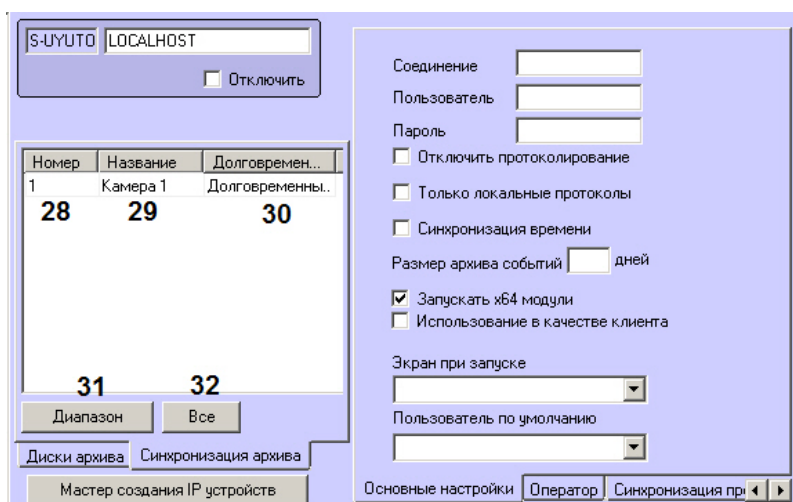 S-UYUTO LOCALHOST
Отключить
Номер Название Долговремен...
1 Камера 1 Долговременны..
28 29 30
31 32
Диапазон Все
Диски архива Синхронизация архива
Мастер создания IP устройств
Соединение
Пользователь
Пароль
Отключить протоколирование
Только локальные протоколы
Синхронизация времени
Размер архива событий дней
Запускать x64 модули
Использование в качестве клиента
Экран при запуске
Пользователь по умолчанию
Основные настройки Оператор Синхронизация при